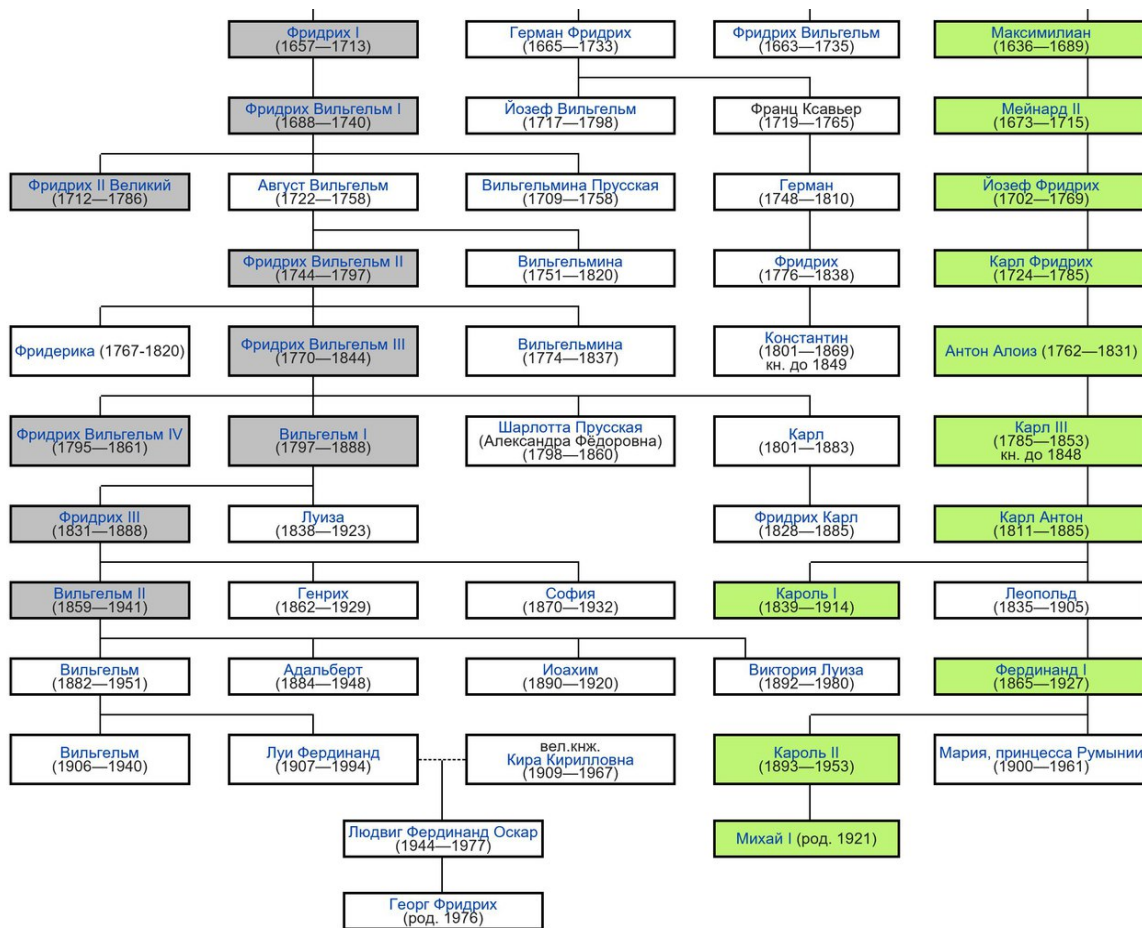 Фридрих I
(1657—1713)
Герман Фридрих
(1665—1733)
Фридрих Вильгельм
(1663—1735)
Максимилиан
(1636—1689)
Фридрих Вильгельм I
(1688—1740)
Йозеф Вильгельм
(1717—1798)
Франц Ксавьер
(1719—1765)
Мейнард II
(1673—1715)
Фридрих II Великий
(1712—1786)
Август Вильгельм
(1722—1758)
Вильгельмина Прусская
(1709—1758)
Герман
(1748—1810)
Йозеф Фридрих
(1702—1769)
Фридрих Вильгельм II
(1744—1797)
Вильгельмина
(1751—1820)
Фридрих
(1776—1838)
Карл Фридрих
(1724—1785)
Фридерика (1767-1820)
Фридрих Вильгельм III
(1770—1844)
Вильгельмина
(1774—1837)
Константин
(1801—1869)
кн. до 1849
Антон Алоиз (1762—1831)
Фридрих Вильгельм IV
(1795—1861)
Вильгельм I
(1797—1888)
Шарлотта Прусская
(Александра Фёдоровна)
(1798—1860)
Карл
(1801—1883)
Карл III
(1785—1853)
кн. до 1848
Фридрих III
(1831—1888)
Луиза
(1838—1923)
Фридрих Карл
(1828—1885)
Карл Антон
(1811—1885)
Вильгельм II
(1859—1941)
Генрих
(1862—1929)
София
(1870—1932)
Кароль I
(1839—1914)
Леопольд
(1835—1905)
Вильгельм
(1882—1951)
Адальберт
(1884—1948)
Иоахим
(1890—1920)
Виктория Луиза
(1892—1980)
Фердинанд I
(1865—1927)
Вильгельм
(1906—1940)
Луи Фердинанд
(1907—1994)
вел.кнж.
Кира Кирилловна
(1909—1967)
Кароль II
(1893—1953)
Мария, принцесса Румынии
(1900—1961)
Людвиг Фердинанд Оскар
(1944—1977)
Михай I (род. 1921)
Георг Фридрих
(род. 1976)